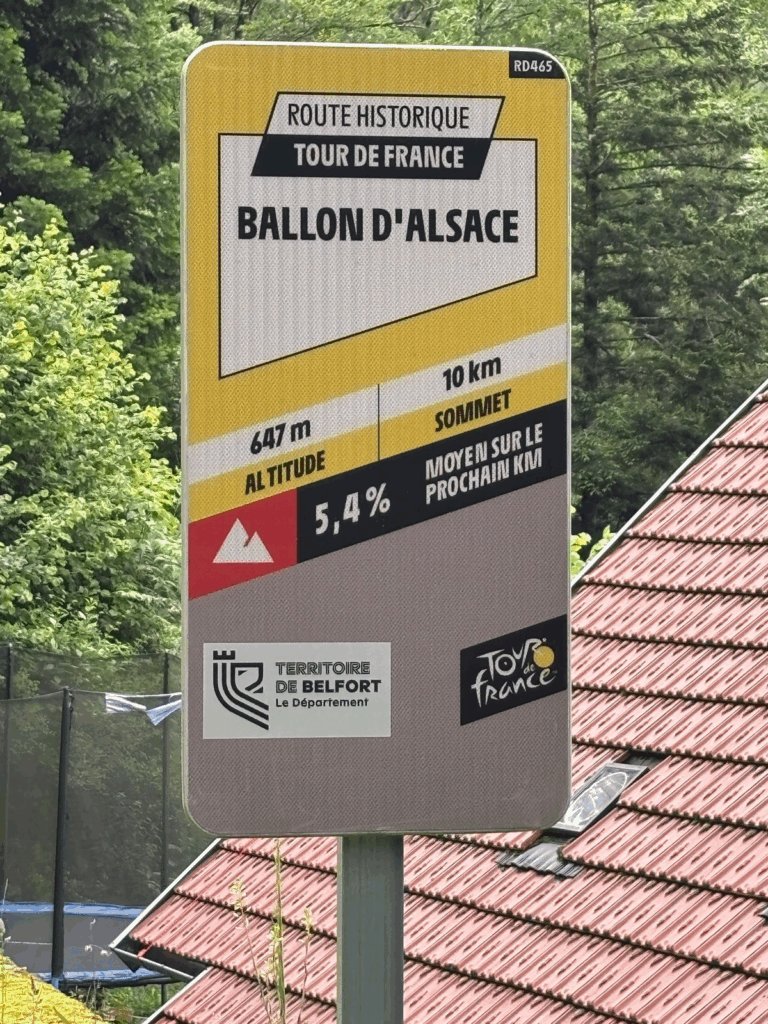 RD465
ROUTE HISTORIQUE
TOUR DE FRANCE
BALLON D'ALSACE
647 m
ALTITUDE
10 km
SOMMET
5,4 %
MOYEN SUR LE
PROCHAIN KM
TERRITOIRE
DE BELFORT
Le Département
TOUR
de
france